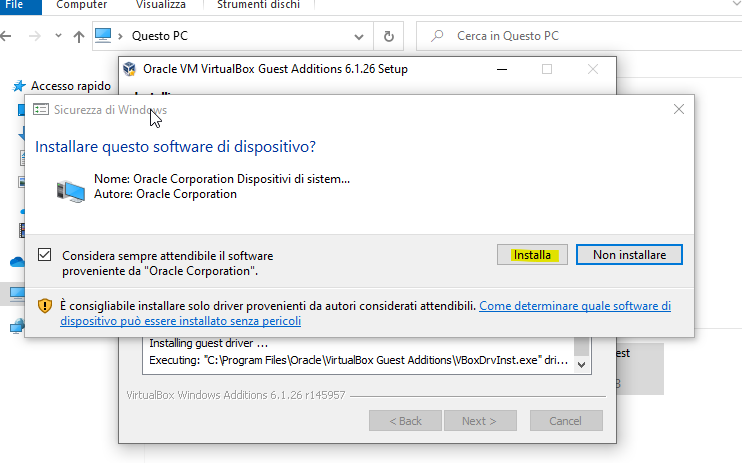 File
Computer
Visualizza
Strumenti dischi
Questo PC
Cerca in Questo PC
Accesso rapido
Oracle VM VirtualBox Guest Additions 6.1.26 Setup
Sicurezza di Windows
Installare questo software di dispositivo?
Nome: Oracle Corporation Dispositivi di sistem...
Autore: Oracle Corporation
Considera sempre attendibile il software
proveniente da "Oracle Corporation".
Installa
Non installare
È consigliabile installare solo driver provenienti da autori considerati attendibili. Come determinare quale software di
dispositivo può essere installato senza pericoli
Installing guest driver ...
Executing: "C:\Program Files\Oracle\VirtualBox Guest Additions\VBoxDrvInst.exe" dri...
VirtualBox Windows Additions 6.1.26 r145957
< Back
Next >
Cancel